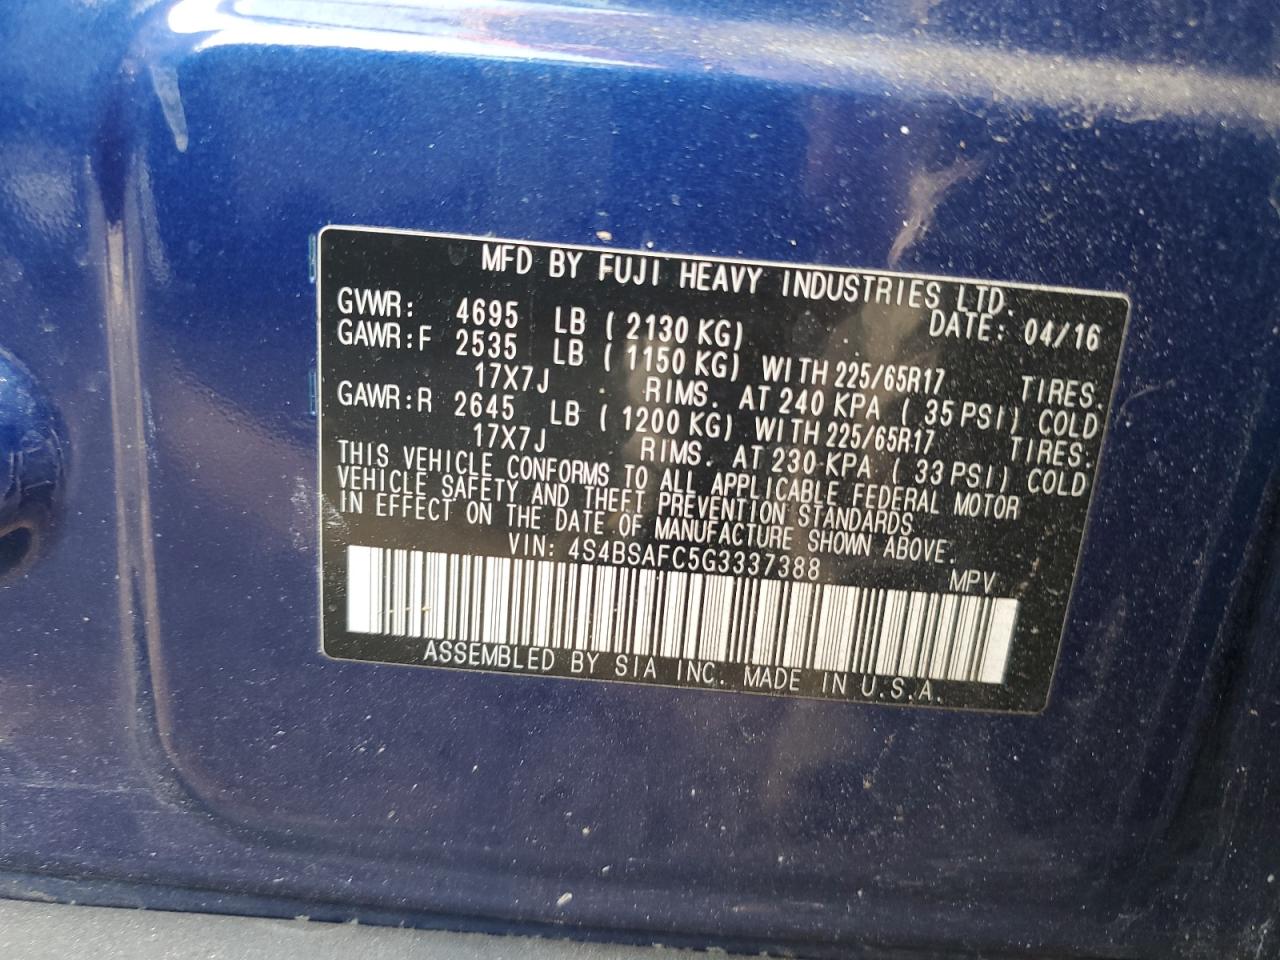 MFD BY FUJI HEAVY INDUSTRIES LTD.
DATE: 04/16
GVWR: 4695 LB ( 2130 KG)
GAWR:F 2535 LB ( 1150 KG) WITH 225/65R17 TIRES.
17X7J RIMS. AT 240 KPA ( 35 PSI) COLD
GAWR:R 2645 LB ( 1200 KG) WITH 225/65R17 TIRES.
17X7J RIMS. AT 230 KPA ( 33 PSI) COLD
THIS VEHICLE CONFORMS TO ALL APPLICABLE FEDERAL MOTOR
VEHICLE SAFETY AND THEFT PREVENTION STANDARDS
IN EFFECT ON THE DATE OF MANUFACTURE SHOWN ABOVE.
VIN: 4S4BSAFC5G3337388 MPV
ASSEMBLED BY SIA INC. MADE IN U.S.A.